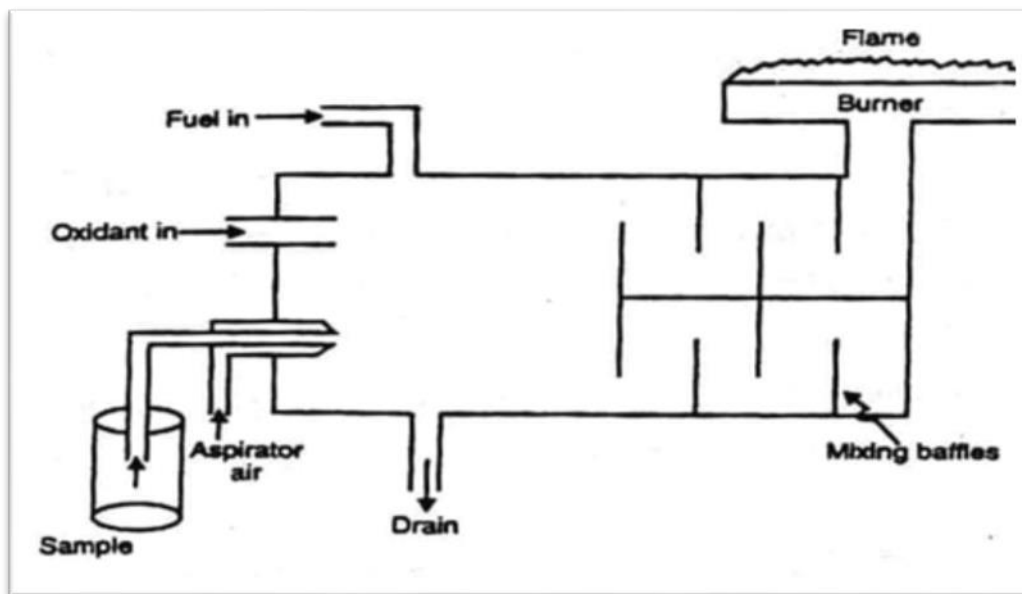 Flame
Burner
Fuel in
Oxidant in
Aspirator
air
Mixing baffles
Drain
Sample